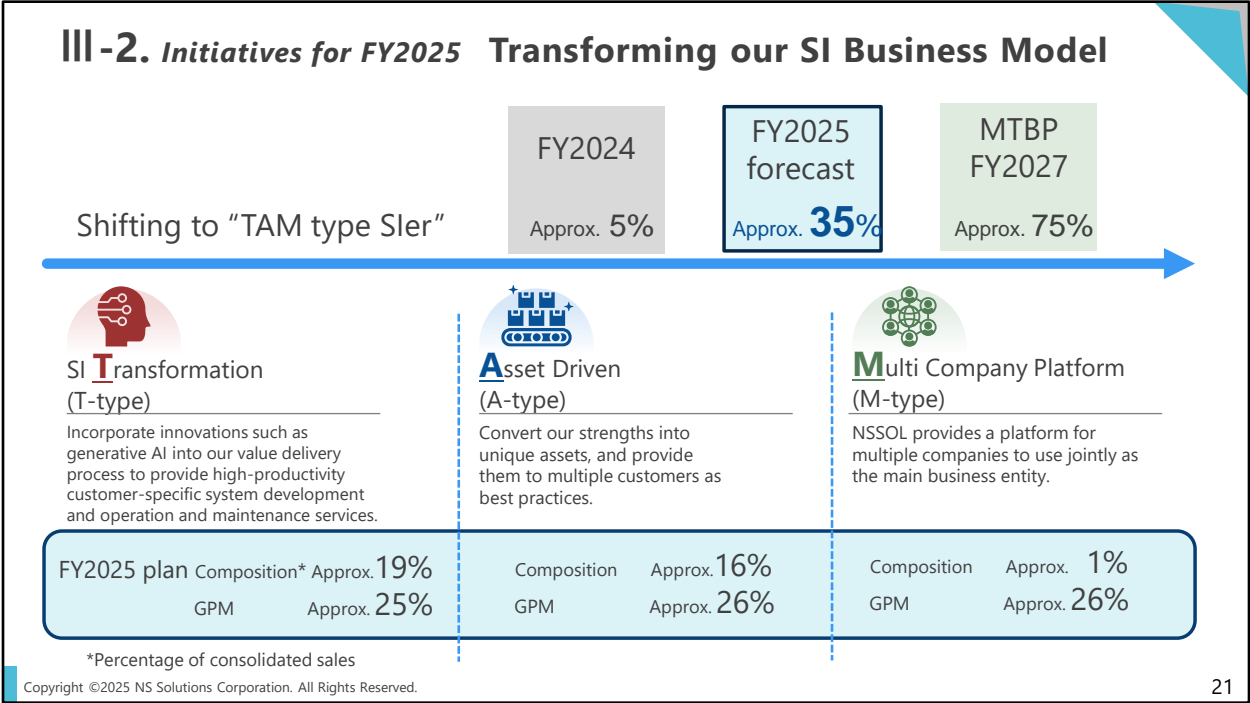 Ⅲ-2. Initiatives for FY2025 Transforming our SI Business Model
FY2024
Approx. 5%
FY2025
forecast
Approx. 35%
MTBP
FY2027
Approx. 75%
Shifting to “TAM type SIer”
SI Transformation
(T-type)
Incorporate innovations such as
generative AI into our value delivery
process to provide high-productivity
customer-specific system development
and operation and maintenance services.
Asset Driven
(A-type)
Convert our strengths into
unique assets, and provide
them to multiple customers as
best practices.
Multi Company Platform
(M-type)
NSSOL provides a platform for
multiple companies to use jointly as
the main business entity.
FY2025 plan Composition* Approx.19%
GPM Approx. 25%
Composition Approx.16%
GPM Approx. 26%
Composition Approx. 1%
GPM Approx. 26%
*Percentage of consolidated sales
Copyright ©2025 NS Solutions Corporation. All Rights Reserved.
21